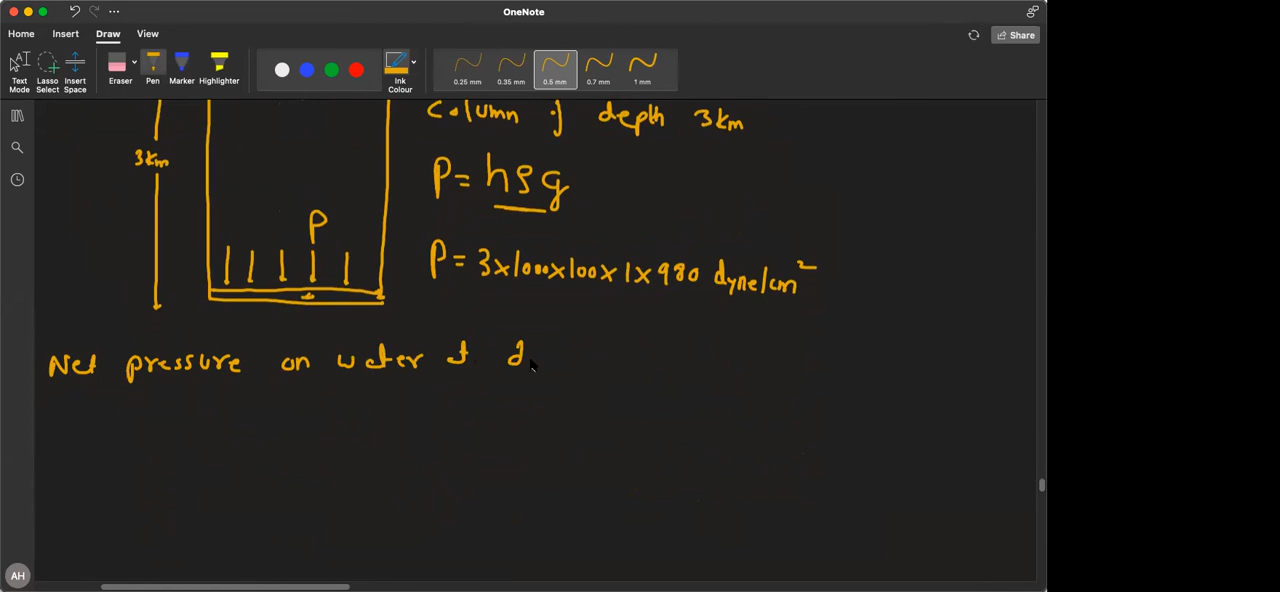 OneNote
Home Insert Draw View
Share
Text Mode
Lasso Select
Insert Space
Eraser
Pen
Marker
Highlighter
Ink Colour
0.25 mm
0.35 mm
0.5 mm
0.7 mm
1 mm
column of depth 3km
3km
P = hρg
P
P = 3×1000×100×1×980 dyne/cm²
Net pressure on water at d
AH